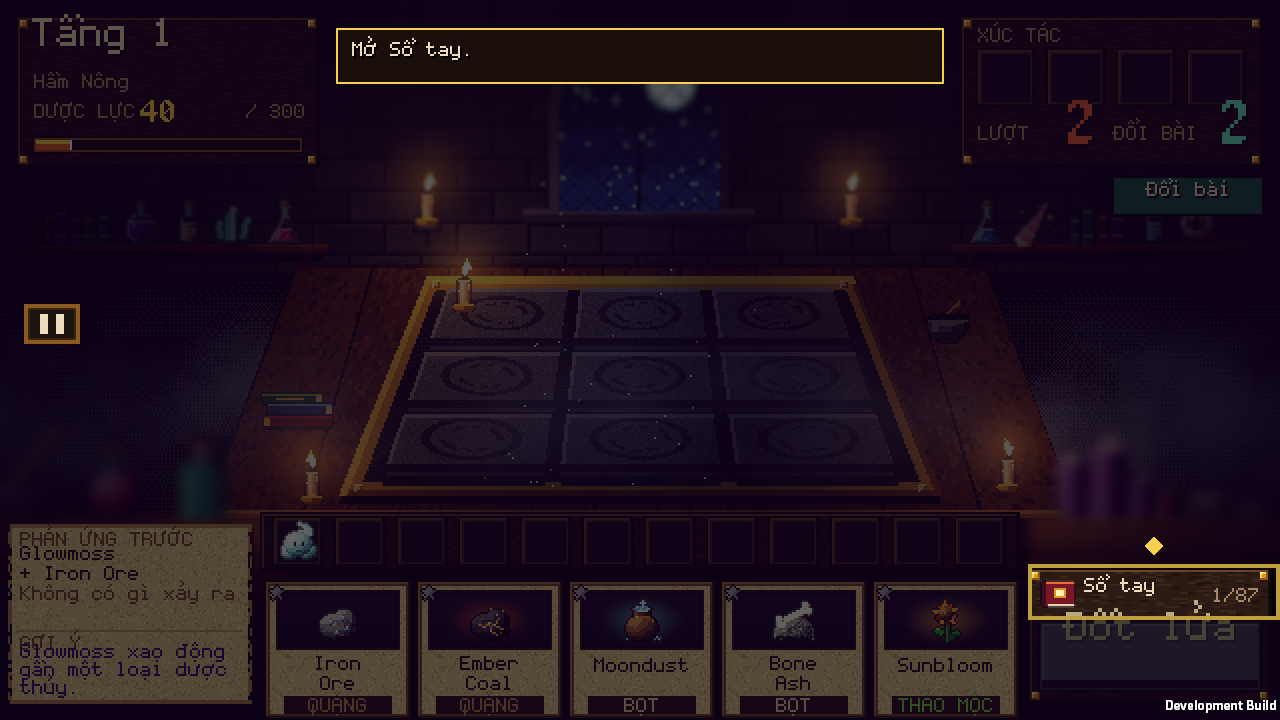 Tầng 1
Hầm Nông
DƯỢC LỰC 40 / 300
Mở Sổ tay.
XÚC TÁC
LƯỢT 2 ĐỔI BÀI 2
Đổi bài
PHẢN ỨNG TRƯỚC
Glowmoss
+ Iron Ore
Không có gì xảy ra
GỢI Ý
Glowmoss xao động
gần một loại dược
thủy.
Iron
Ore
QUẶNG
Ember
Coal
QUẶNG
Moondust
BỘT
Bone
Ash
BỘT
Sunbloom
THẢO MỘC
Sổ tay 1/87
Đốt lửa
Development Build